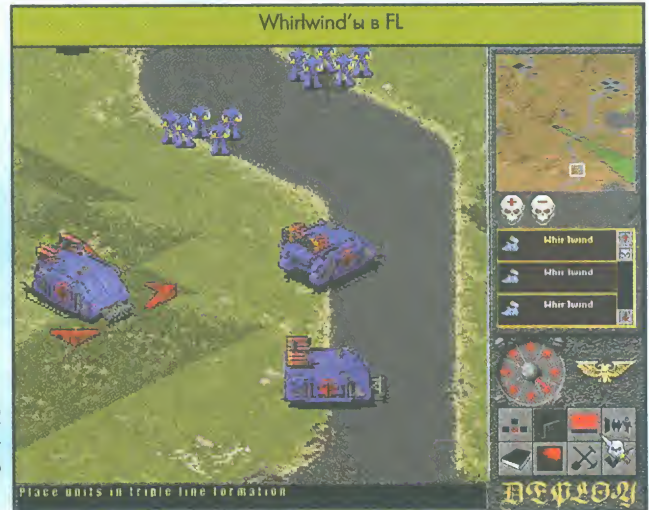 Whirlwind'ы в FL
Whirlwind
Whirlwind
Whirlwind
Place units in triple line formation
DEPLOY